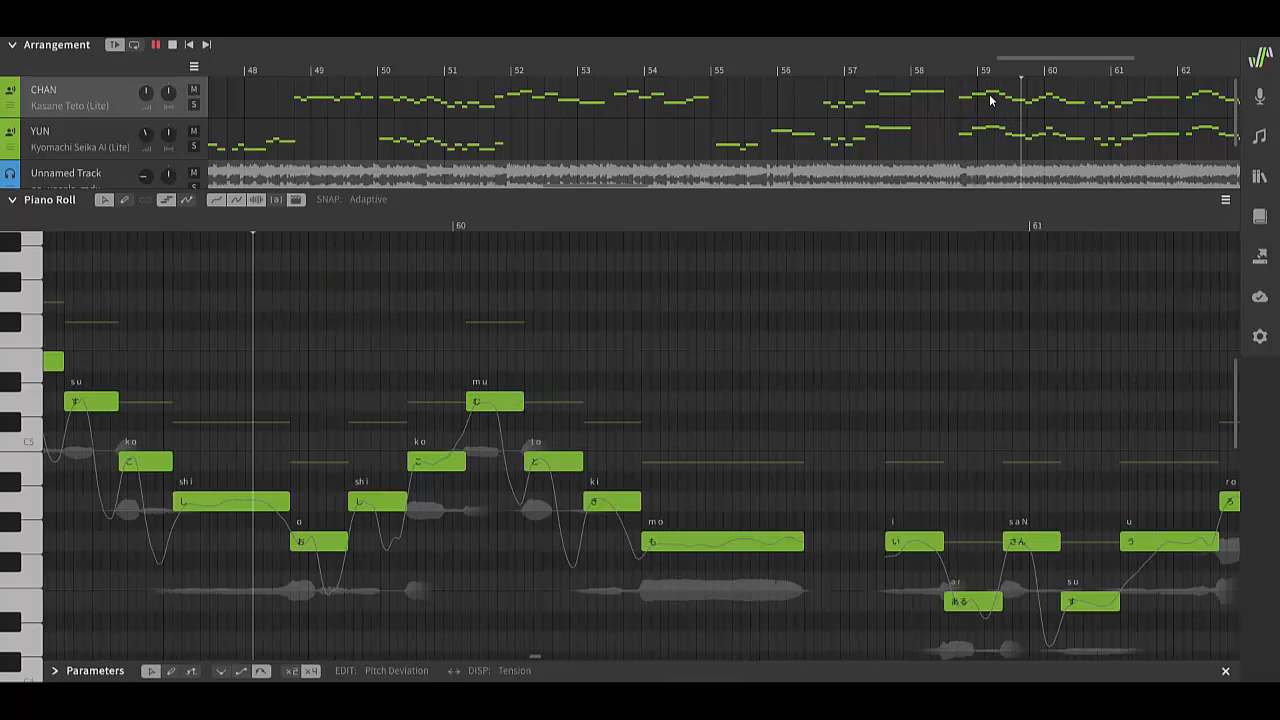 Arrangement
48 49 50 51 52 53 54 55 56 57 58 59 60 61 62
CHAN M
Kasane Teto (Lite) S
YUN M
Kyomachi Seika AI (Lite) S
Unnamed Track M
Piano Roll SNAP: Adaptive
60 61
su mu
す む
C5 ko ko to
こ こ と
shi shi ki ro
し し き ろ
o mo i saN u
お も い さん う
ar su
ある す
Parameters x2 x4 EDIT: Pitch Deviation DISP: Tension